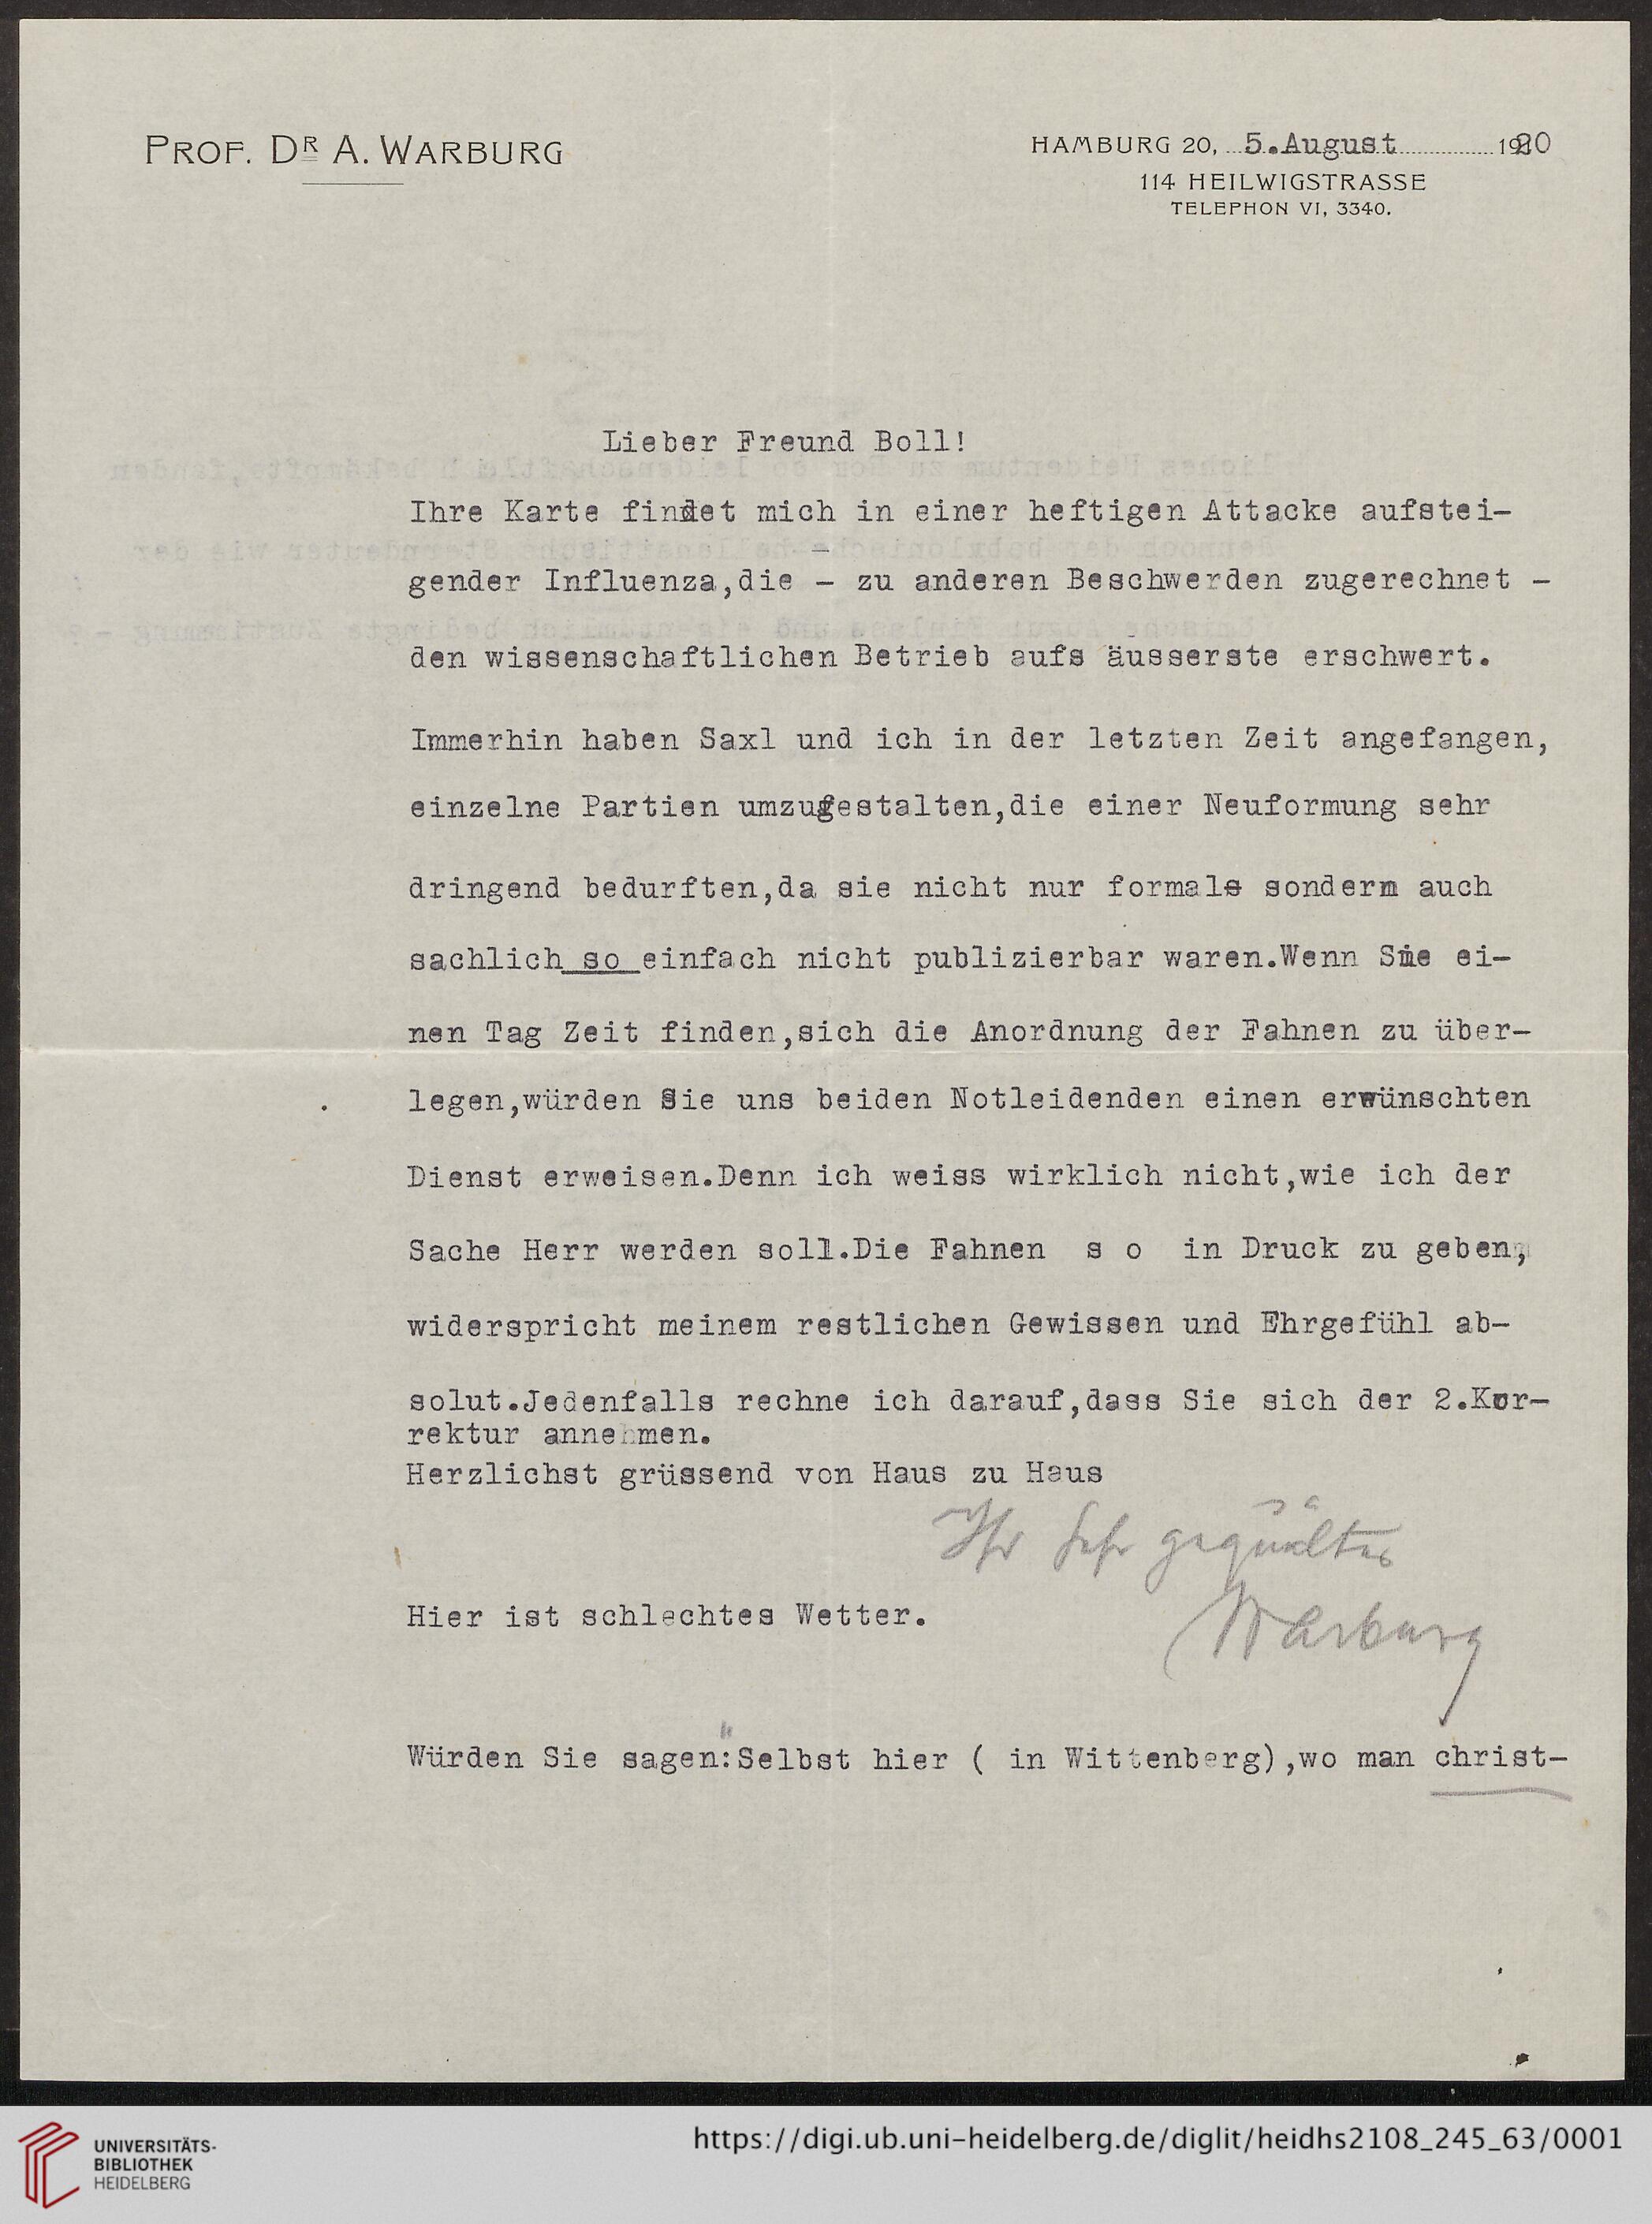 PROF. DR A. WARBURG
HAMBURG 20, 5.August 1920
114 HEILWIGSTRASSE
TELEPHON VI, 3340.
Lieber Freund Boll!
Ihre Karte findet mich in einer heftigen Attacke aufstei-
gender Influenza,die - zu anderen Beschwerden zugerechnet -
den wissenschaftlichen Betrieb aufs äusserste erschwert.
Immerhin haben Saxl und ich in der letzten Zeit angefangen,
einzelne Partien umzugestalten,die einer Neuformung sehr
dringend bedurften,da sie nicht nur formal sondern auch
sachlich so einfach nicht publizierbar waren.Wenn Sie ei-
nen Tag Zeit finden,sich die Anordnung der Fahnen zu über-
legen,würden Sie uns beiden Notleidenden einen erwünschten
Dienst erweisen.Denn ich weiss wirklich nicht,wie ich der
Sache Herr werden soll.Die Fahnen s o in Druck zu geben,
widerspricht meinem restlichen Gewissen und Ehrgefühl ab-
solut.Jedenfalls rechne ich darauf,dass Sie sich der 2.Kor-
rektur annehmen.
Herzlichst grüssend von Haus zu Haus
Ihr sehr gequälter
Warburg
Hier ist schlechtes Wetter.
Würden Sie sagen:"Selbst hier ( in Wittenberg),wo man christ-
UNIVERSITÄTS-
BIBLIOTHEK
HEIDELBERG
https://digi.ub.uni-heidelberg.de/diglit/heidhs2108_245_63/0001